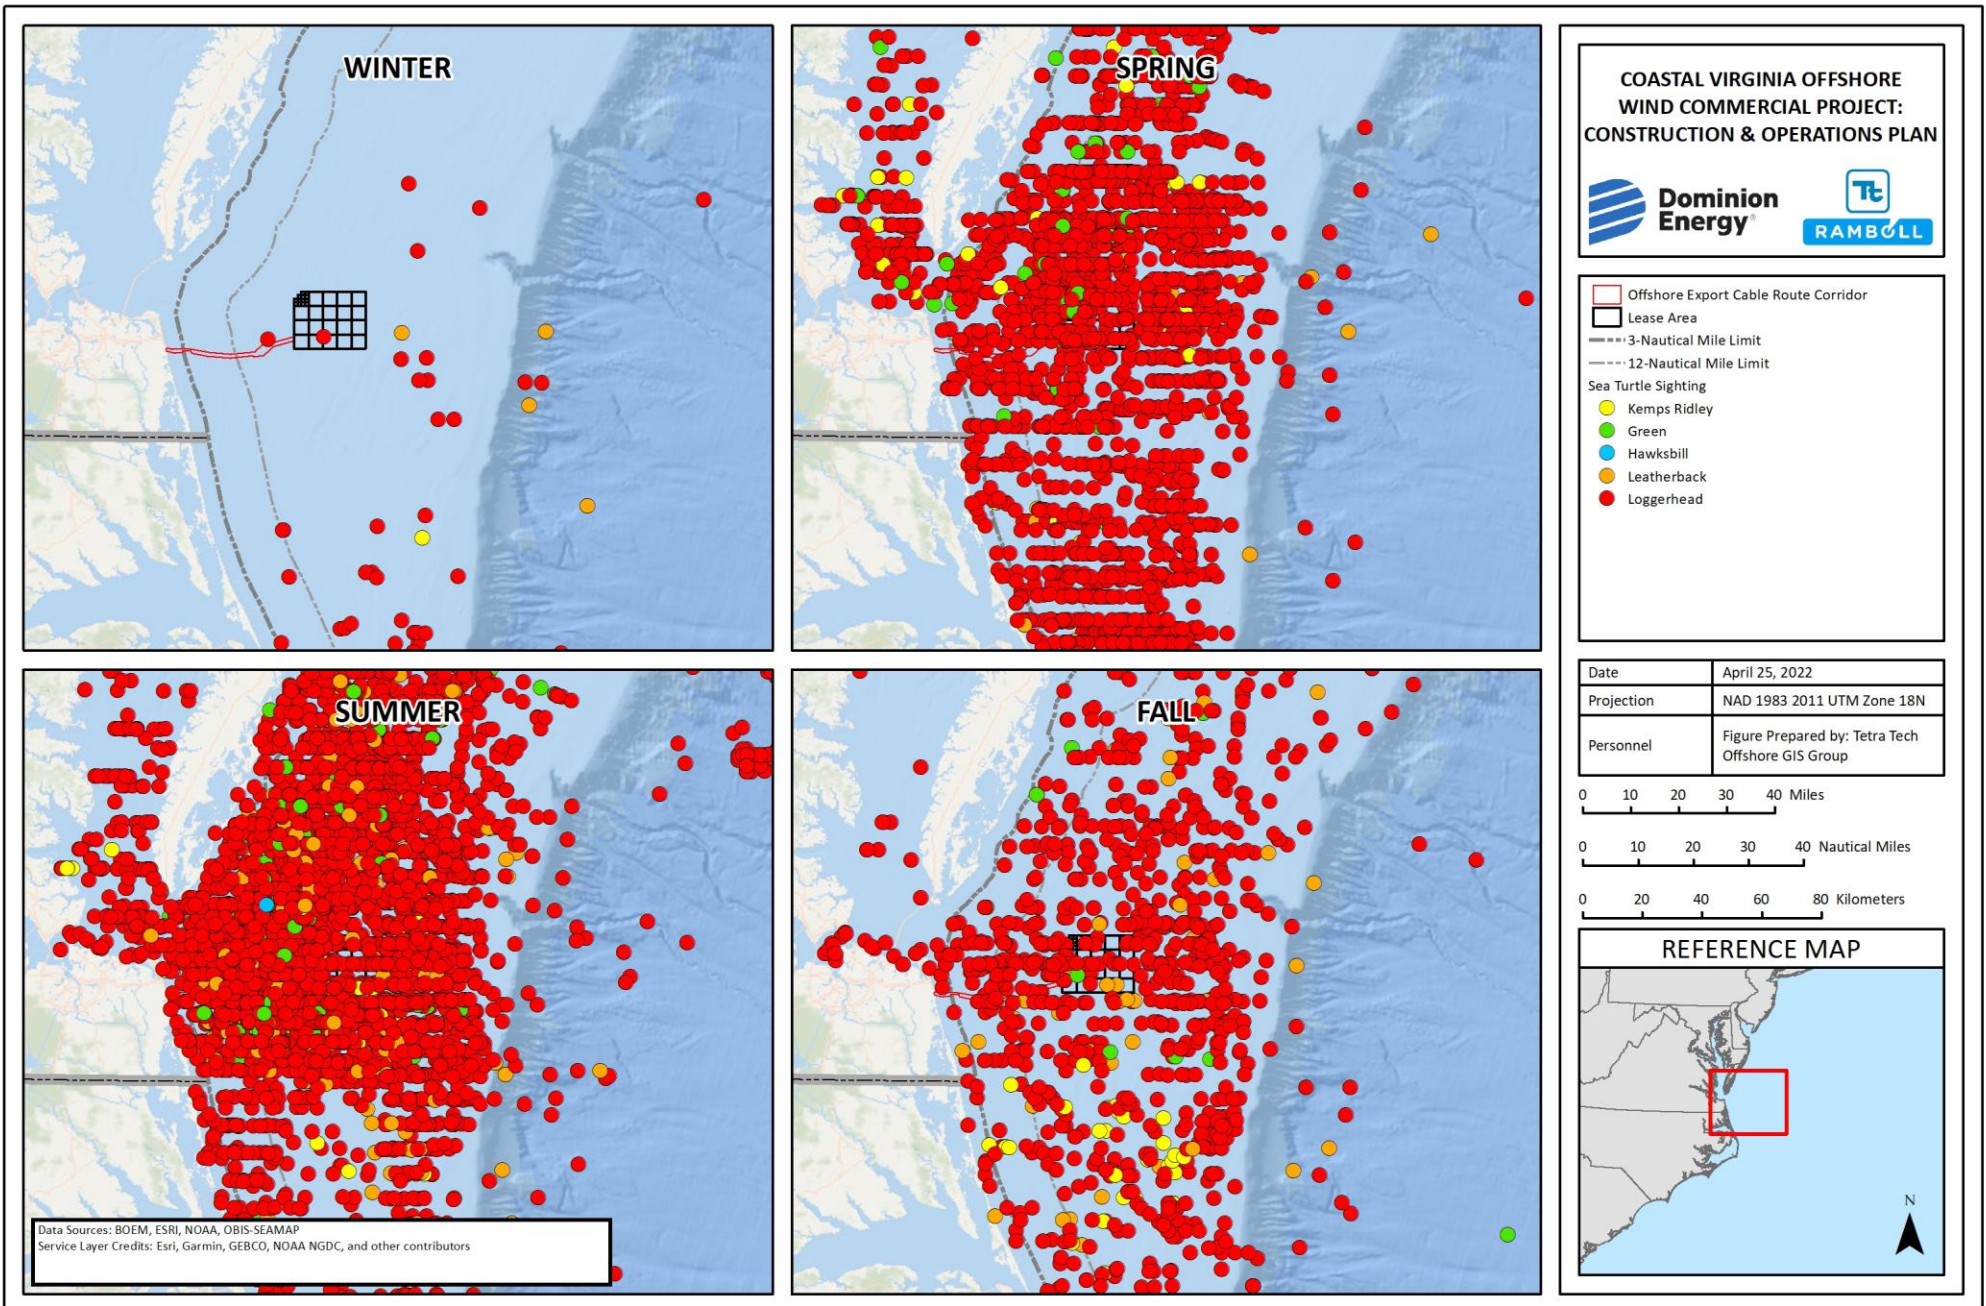 WINTER
SPRING
SUMMER
FALL
Data Sources: BOEM, ESRI, NOAA, OBIS-SEAMAP
Service Layer Credits: Esri, Garmin, GEBCO, NOAA NGDC, and other contributors
COASTAL VIRGINIA OFFSHORE
WIND COMMERCIAL PROJECT:
CONSTRUCTION & OPERATIONS PLAN
Dominion
Energy®
Tt
RAMBOLL
Offshore Export Cable Route Corridor
Lease Area
3-Nautical Mile Limit
12-Nautical Mile Limit
Sea Turtle Sighting
Kemps Ridley
Green
Hawksbill
Leatherback
Loggerhead
Date April 25, 2022
Projection NAD 1983 2011 UTM Zone 18N
Personnel Figure Prepared by: Tetra Tech
Offshore GIS Group
0 10 20 30 40 Miles
0 10 20 30 40 Nautical Miles
0 20 40 60 80 Kilometers
REFERENCE MAP
N